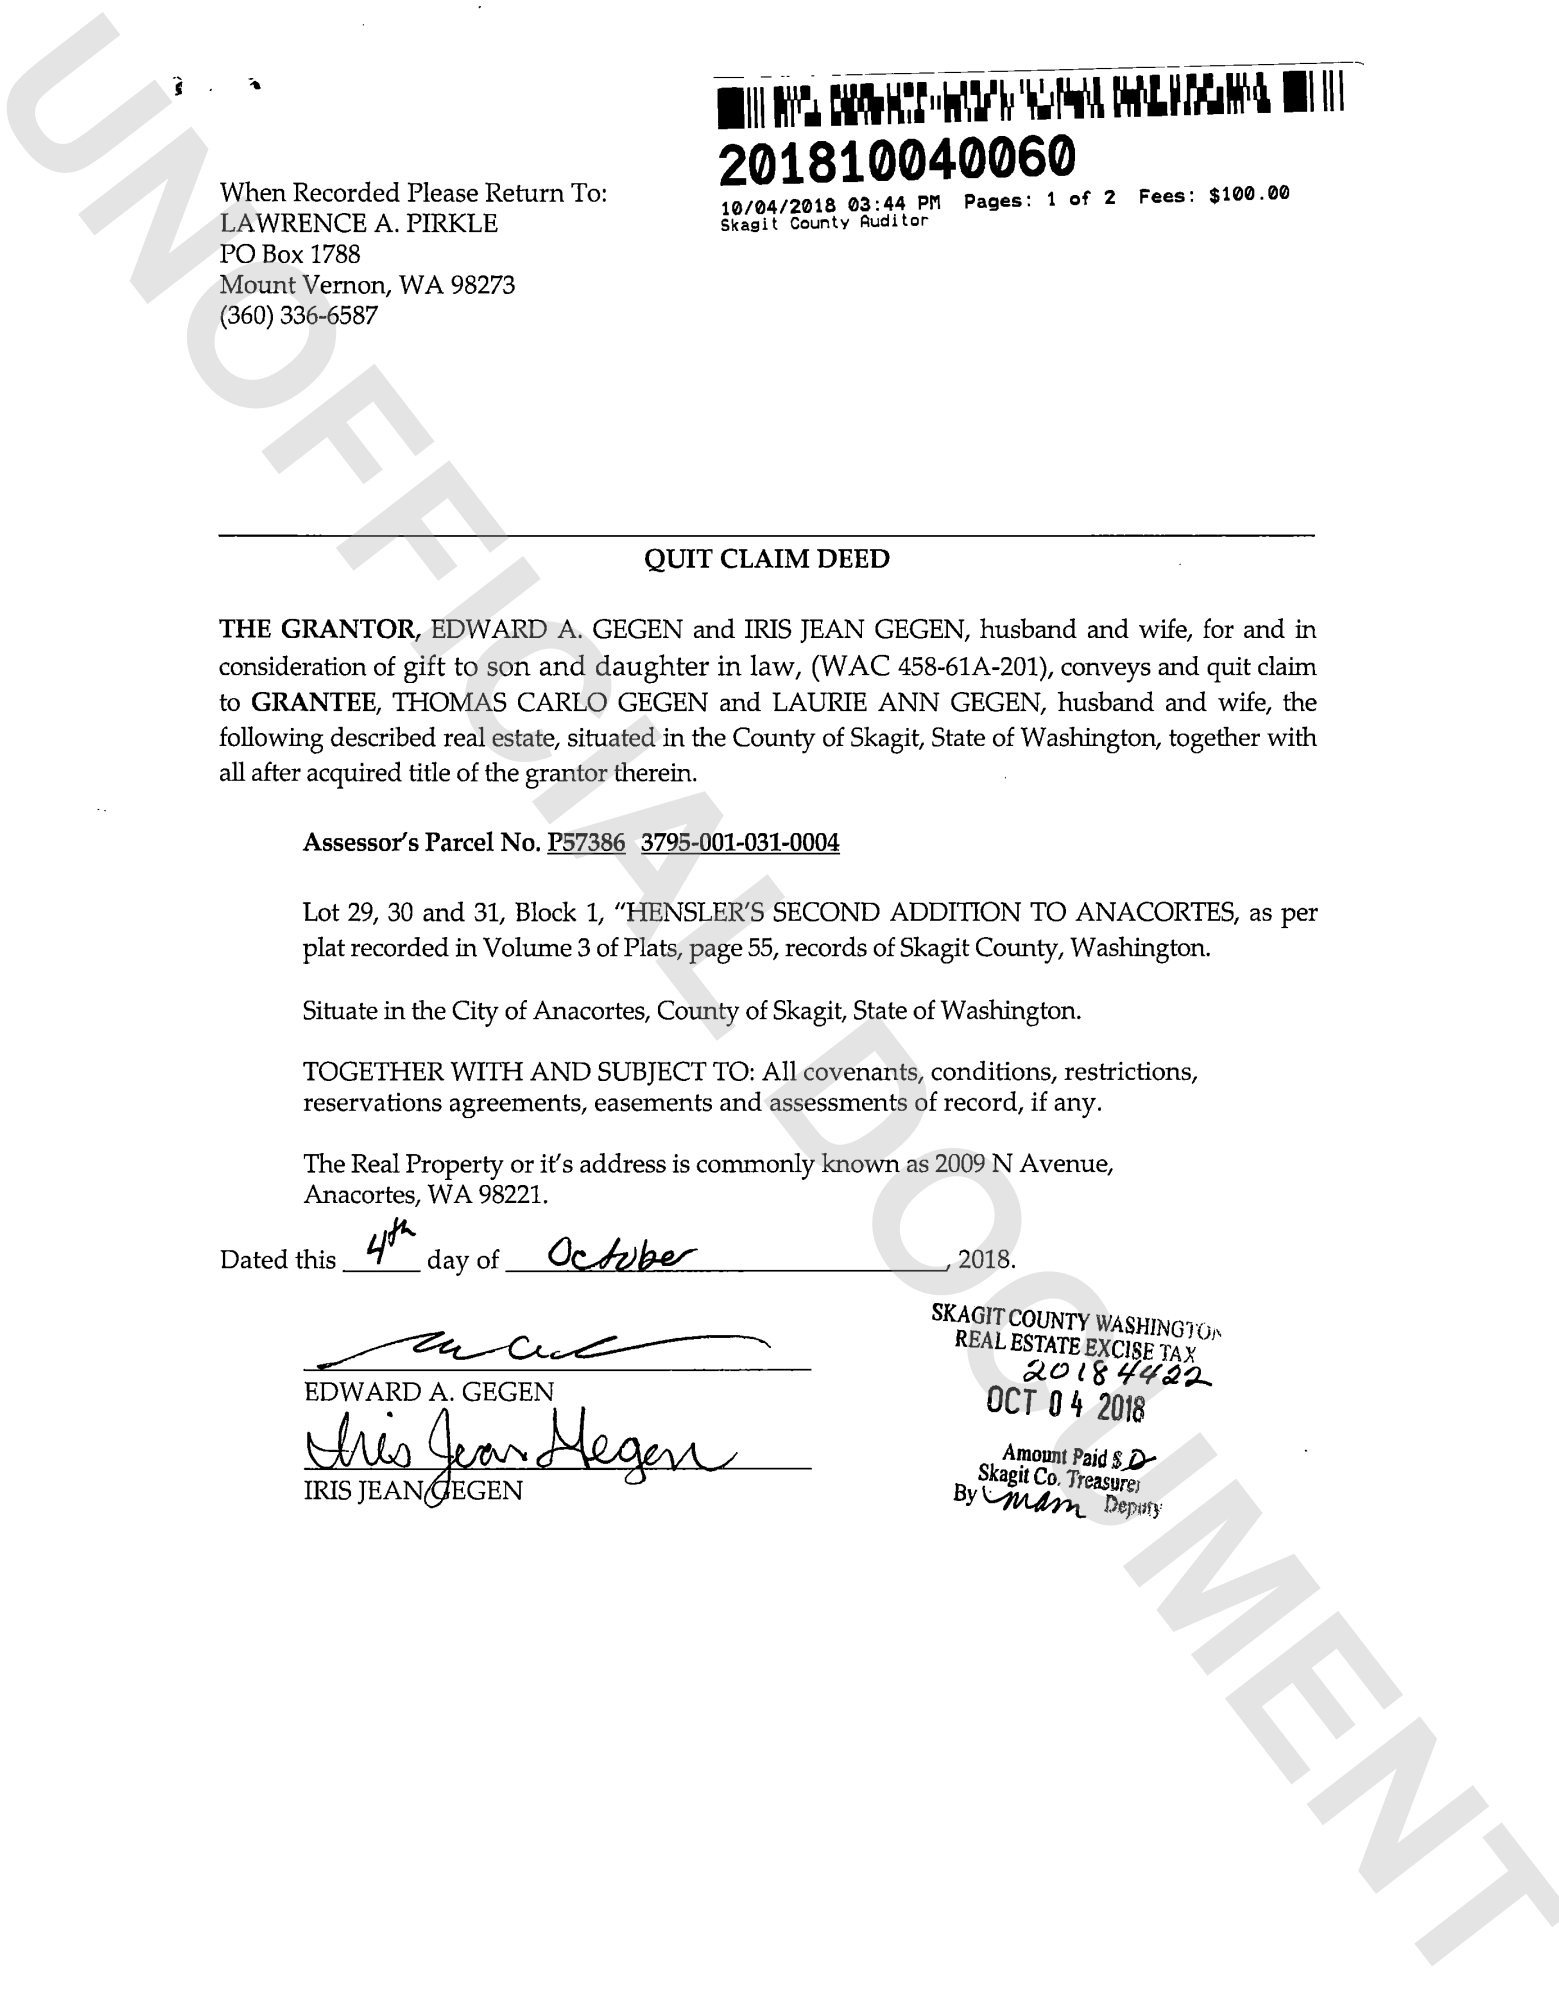 When Recorded Please Return To:
LAWRENCE A. PIRKLE
PO Box 1788
Mount Vernon, WA 98273
(360) 336-6587
201810040060
10/04/2018 03:44 PM Pages: 1 of 2 Fees: $100.00
Skagit County Auditor
QUIT CLAIM DEED
THE GRANTOR, EDWARD A. GEGEN and IRIS JEAN GEGEN, husband and wife, for and in
consideration of gift to son and daughter in law, (WAC 458-61A-201), conveys and quit claim
to GRANTEE, THOMAS CARLO GEGEN and LAURIE ANN GEGEN, husband and wife, the
following described real estate, situated in the County of Skagit, State of Washington, together with
all after acquired title of the grantor therein.
Assessor's Parcel No. P57386 3795-001-031-0004
Lot 29, 30 and 31, Block 1, "HENSLER'S SECOND ADDITION TO ANACORTES, as per
plat recorded in Volume 3 of Plats, page 55, records of Skagit County, Washington.
Situate in the City of Anacortes, County of Skagit, State of Washington.
TOGETHER WITH AND SUBJECT TO: All covenants, conditions, restrictions,
reservations agreements, easements and assessments of record, if any.
The Real Property or it's address is commonly known as 2009 N Avenue,
Anacortes, WA 98221.
Dated this 4th day of October, 2018.
EDWARD A. GEGEN
Iris Jean Gegen
IRIS JEAN GEGEN
SKAGIT COUNTY WASHINGTON
REAL ESTATE EXCISE TAX
20184422
OCT 04 2018
Amount Paid $
Skagit Co. Treasurer
By mam Deputy
UNOFFICIAL DOCUMENT